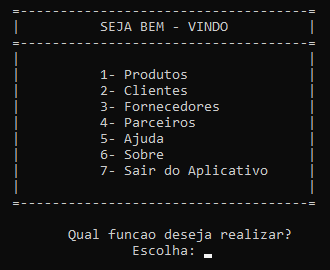 SEJA BEM - VINDO
1- Produtos
2- Clientes
3- Fornecedores
4- Parceiros
5- Ajuda
6- Sobre
7- Sair do Aplicativo
Qual funcao deseja realizar?
Escolha: